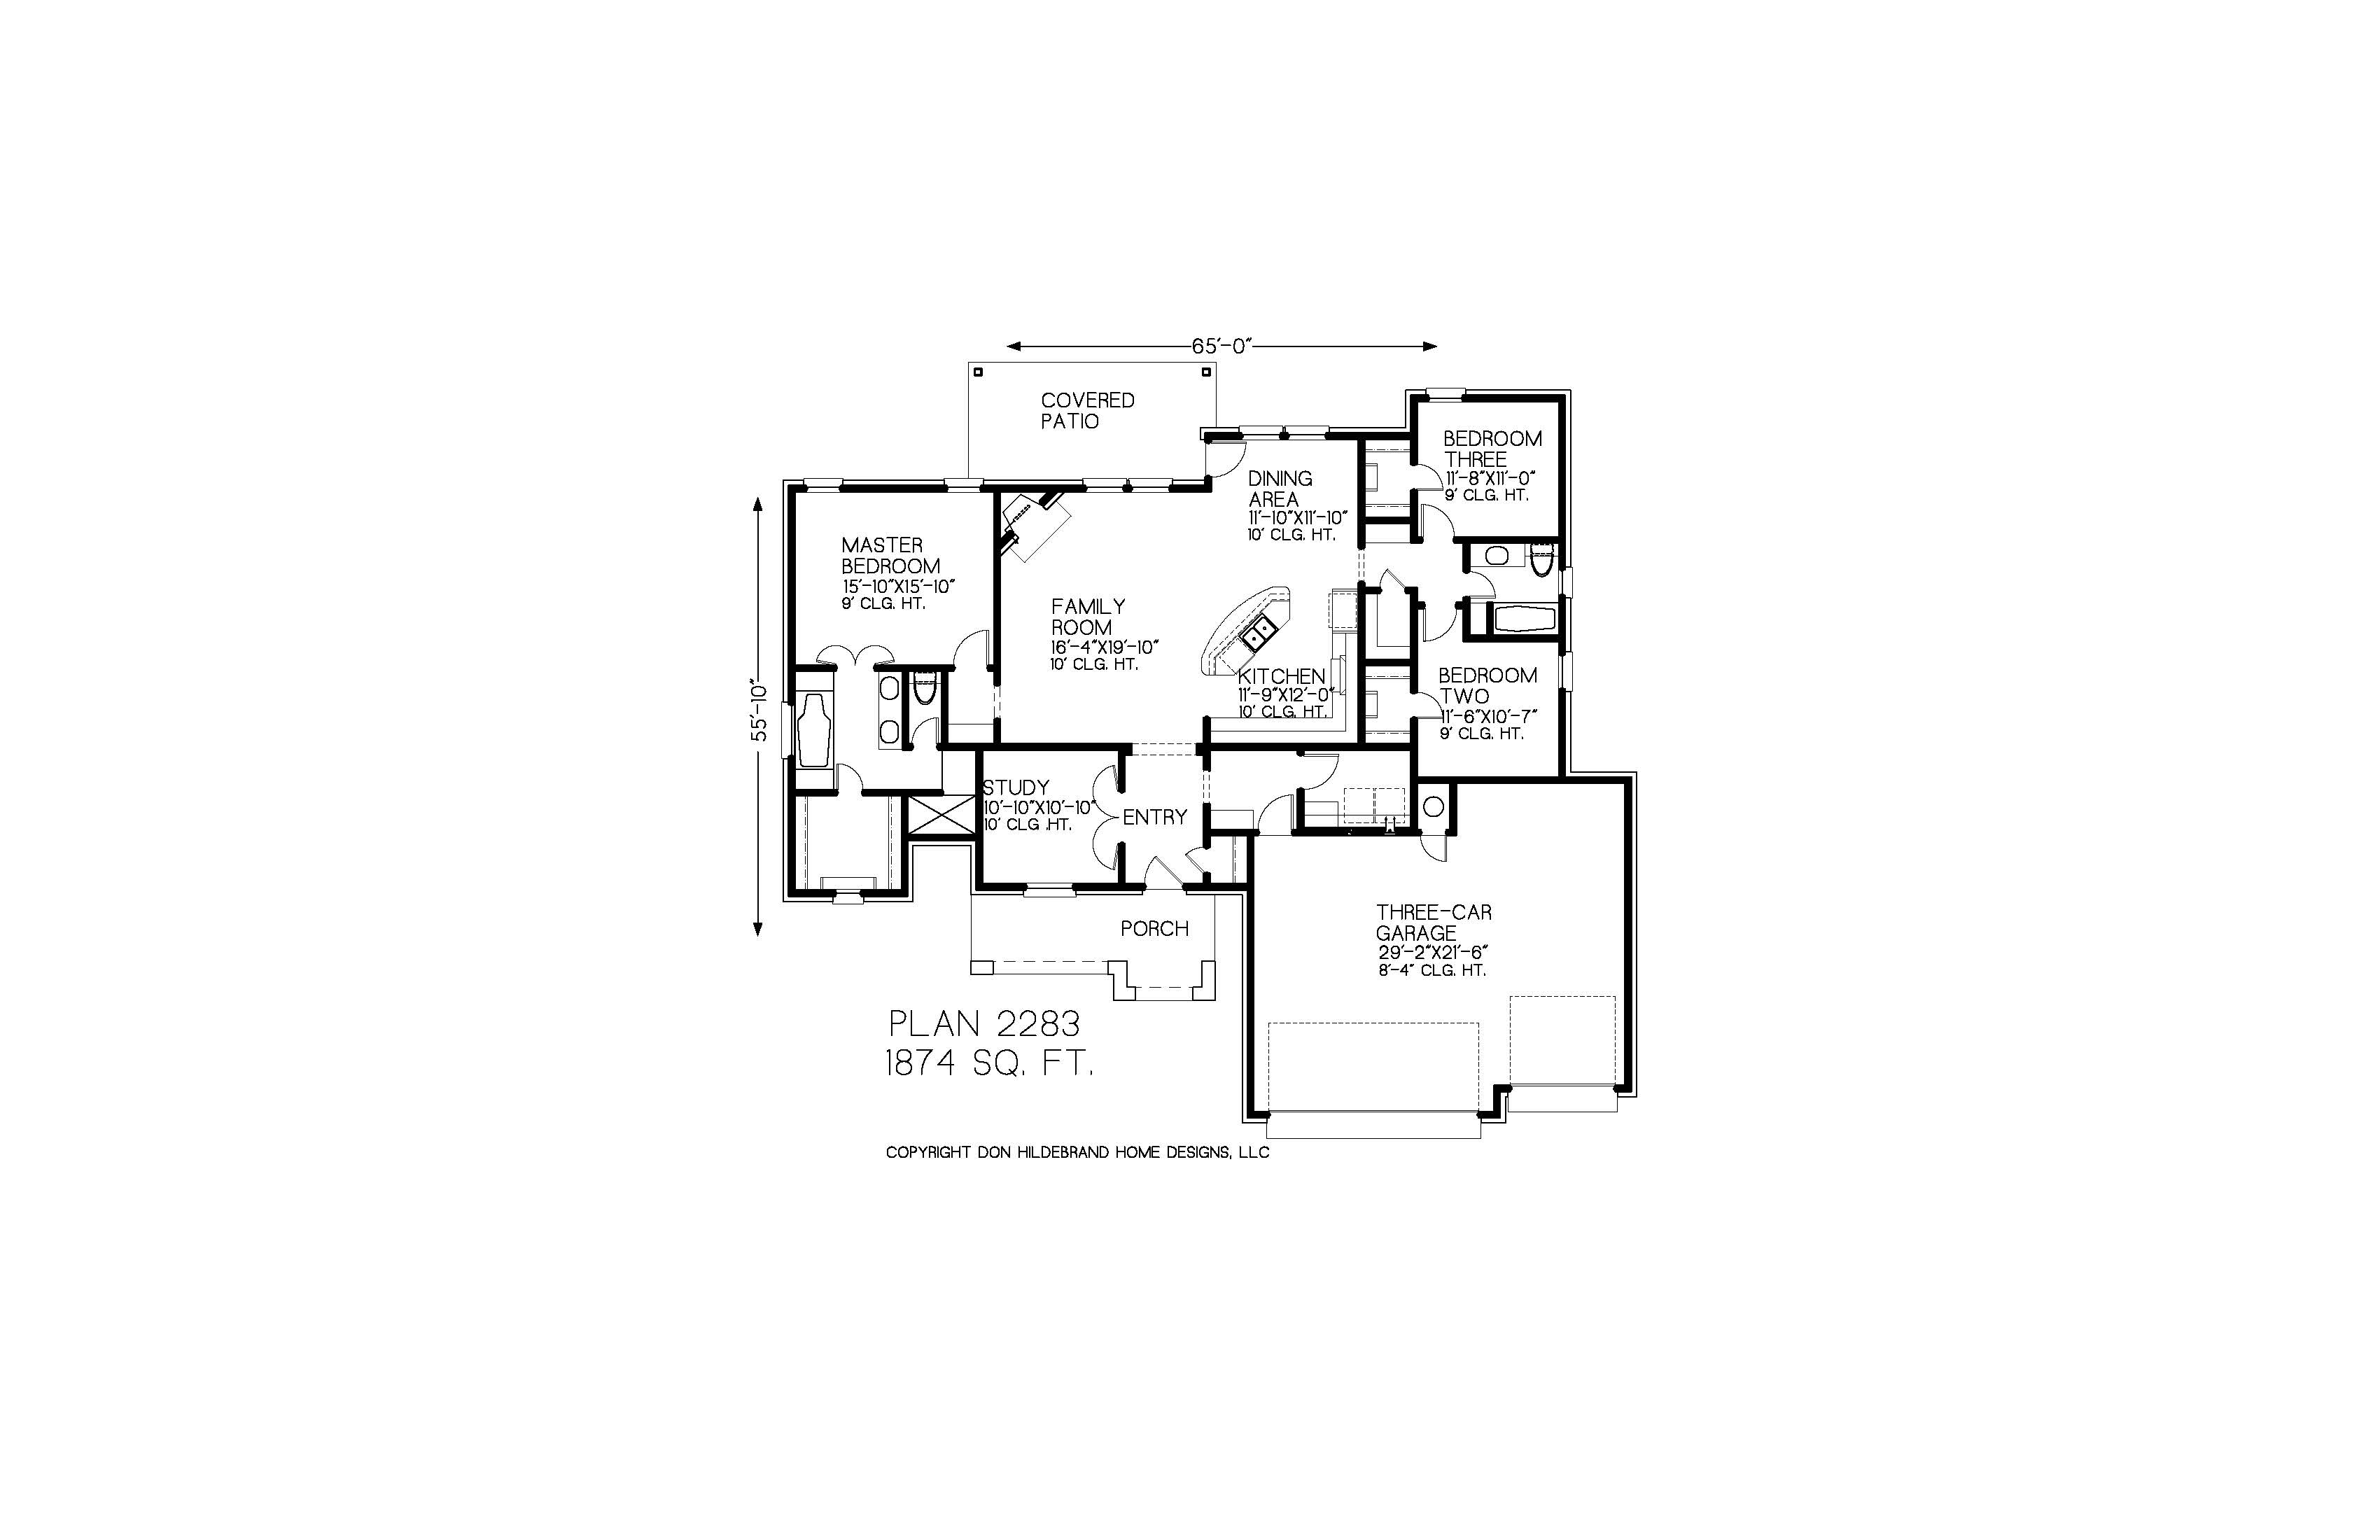 65'-0"
COVERED
PATIO
BEDROOM
THREE
11'-8"X11'-0"
9' CLG. HT.
DINING
AREA
11'-10"X11'-10"
10' CLG. HT.
MASTER
BEDROOM
15'-10"X15'-10"
9' CLG. HT.
FAMILY
ROOM
16'-4"X19'-10"
10' CLG. HT.
KITCHEN
11'-9"X12'-0"
10' CLG. HT.
BEDROOM
TWO
11'-6"X10'-7"
9' CLG. HT.
55'-10"
STUDY
10'-10"X10'-10"
10' CLG .HT.
ENTRY
THREE-CAR
GARAGE
29'-2"X21'-6"
8'-4" CLG. HT.
PORCH
PLAN 2283
1874 SQ. FT.
COPYRIGHT DON HILDEBRAND HOME DESIGNS, LLC